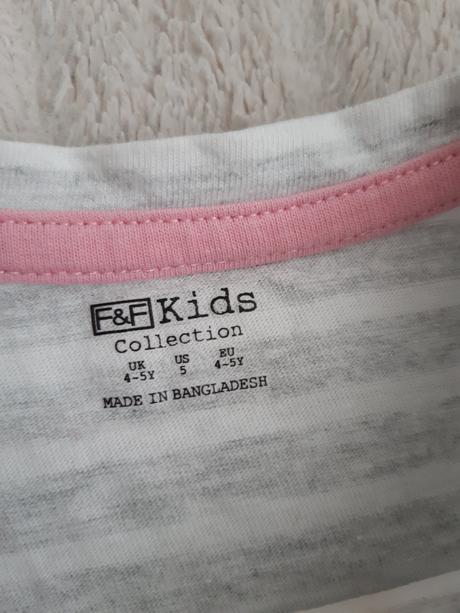 F&F Kids
Collection
UK US EU
4-5Y 5 4-5Y
MADE IN BANGLADESH